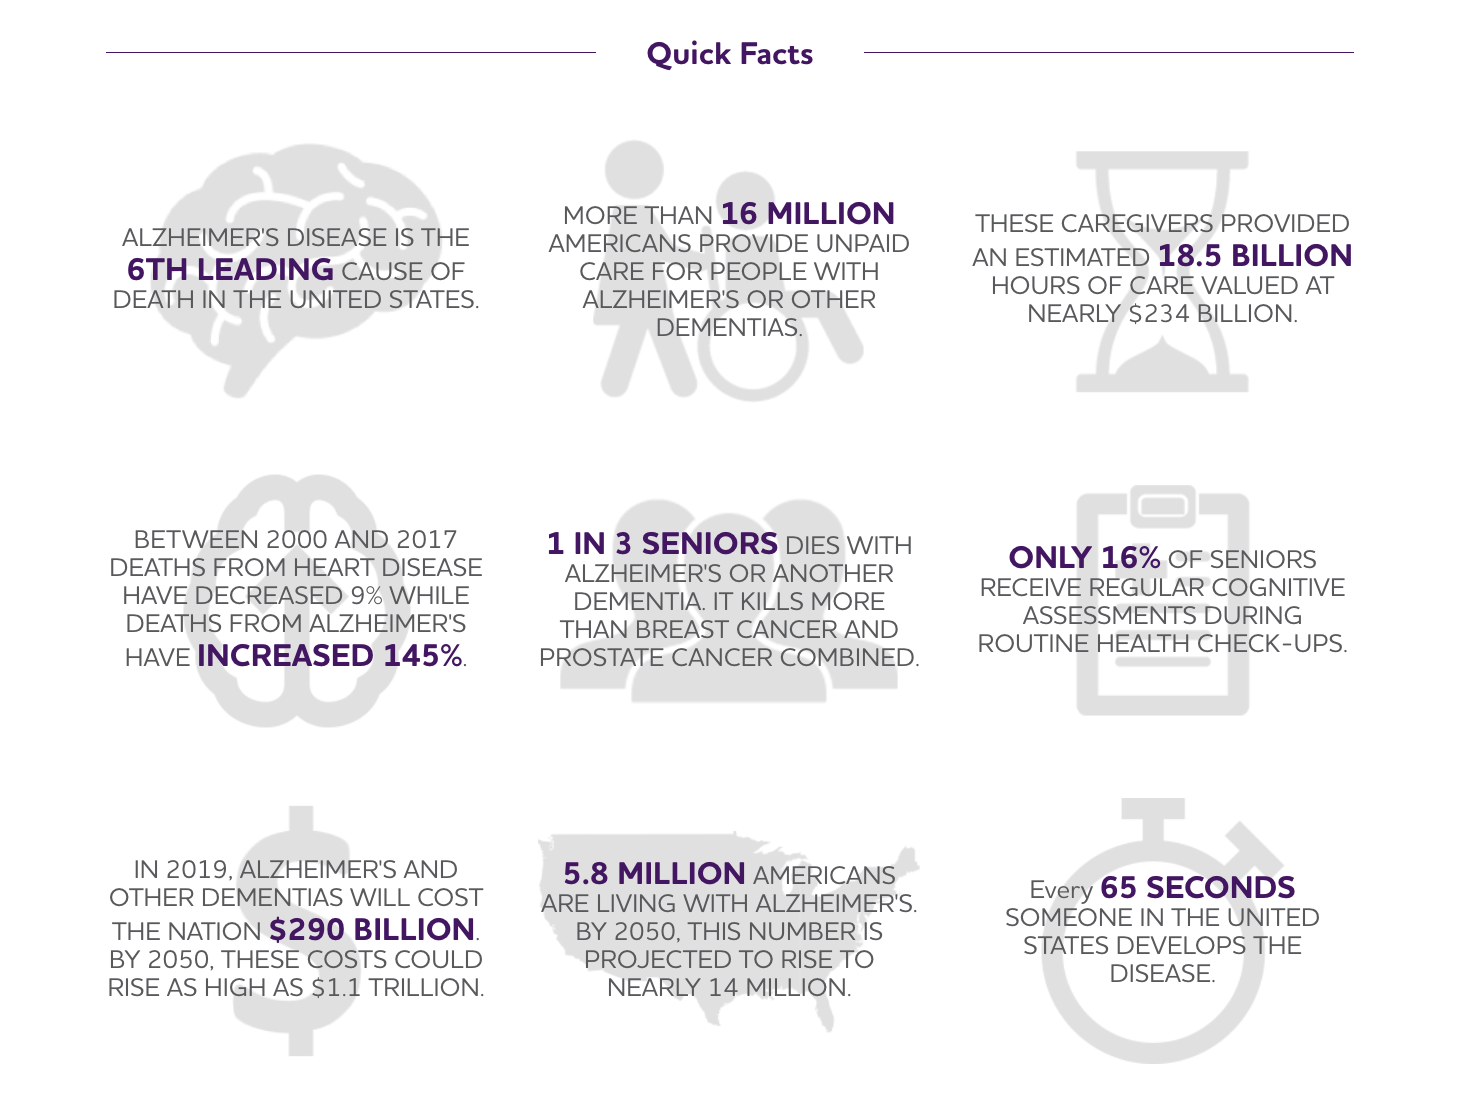 Quick Facts
ALZHEIMER'S DISEASE IS THE
6TH LEADING CAUSE OF
DEATH IN THE UNITED STATES.
MORE THAN 16 MILLION
AMERICANS PROVIDE UNPAID
CARE FOR PEOPLE WITH
ALZHEIMER'S OR OTHER
DEMENTIAS.
THESE CAREGIVERS PROVIDED
AN ESTIMATED 18.5 BILLION
HOURS OF CARE VALUED AT
NEARLY $234 BILLION.
BETWEEN 2000 AND 2017
DEATHS FROM HEART DISEASE
HAVE DECREASED 9% WHILE
DEATHS FROM ALZHEIMER'S
HAVE INCREASED 145%.
1 IN 3 SENIORS DIES WITH
ALZHEIMER'S OR ANOTHER
DEMENTIA. IT KILLS MORE
THAN BREAST CANCER AND
PROSTATE CANCER COMBINED.
ONLY 16% OF SENIORS
RECEIVE REGULAR COGNITIVE
ASSESSMENTS DURING
ROUTINE HEALTH CHECK-UPS.
IN 2019, ALZHEIMER'S AND
OTHER DEMENTIAS WILL COST
THE NATION $290 BILLION.
BY 2050, THESE COSTS COULD
RISE AS HIGH AS $1.1 TRILLION.
5.8 MILLION AMERICANS
ARE LIVING WITH ALZHEIMER'S.
BY 2050, THIS NUMBER IS
PROJECTED TO RISE TO
NEARLY 14 MILLION.
Every 65 SECONDS
SOMEONE IN THE UNITED
STATES DEVELOPS THE
DISEASE.